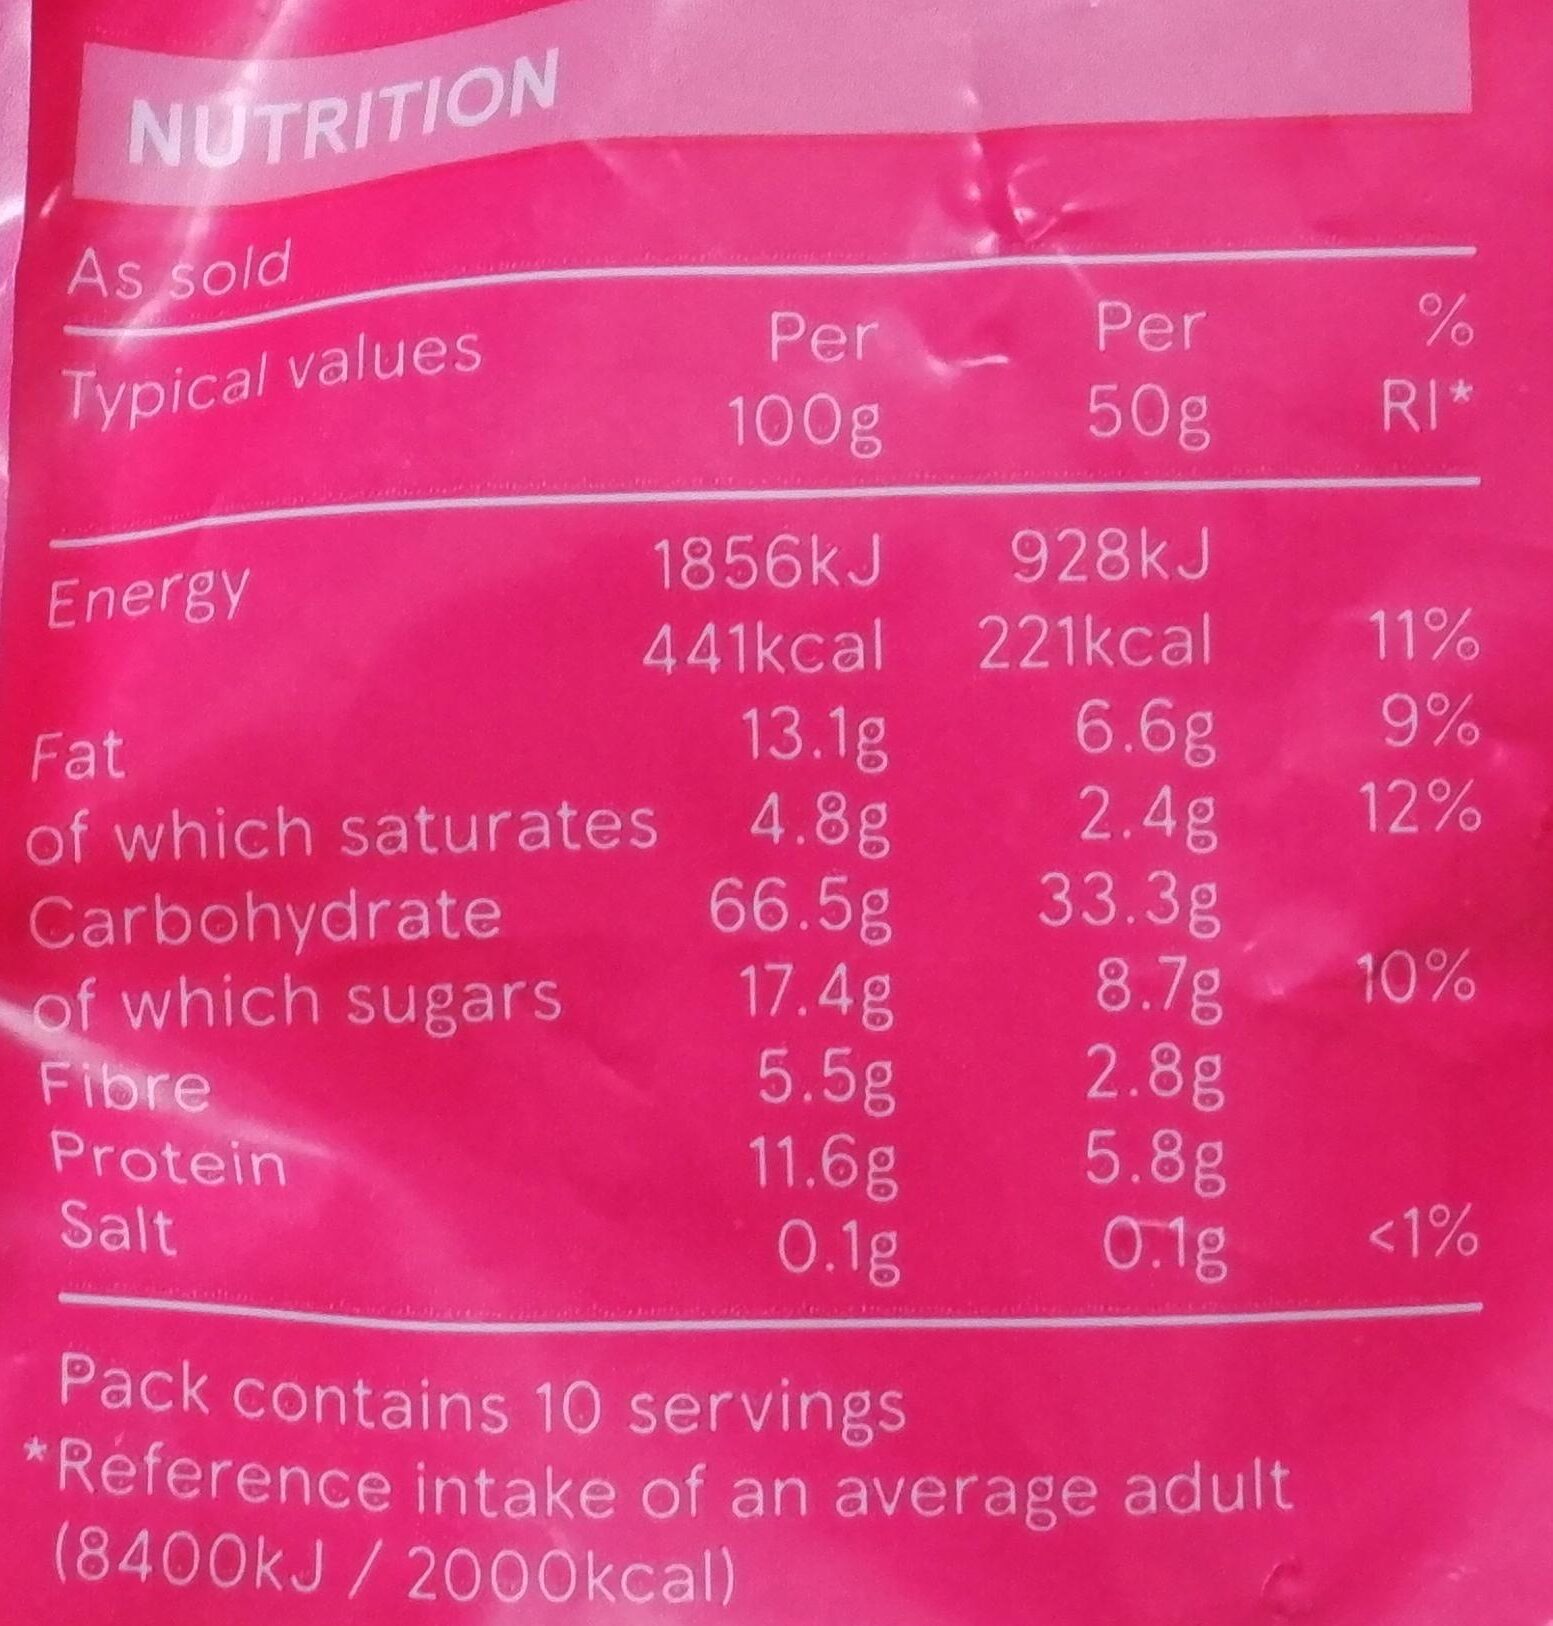 NUTRITION
As sold
Typical values Per 100g Per 50g % RI*
Energy 1856kJ 928kJ
441kcal 221kcal 11%
Fat 13.1g 6.6g 9%
of which saturates 4.8g 2.4g 12%
Carbohydrate 66.5g 33.3g
of which sugars 17.4g 8.7g 10%
Fibre 5.5g 2.8g
Protein 11.6g 5.8g
Salt 0.1g 0.1g <1%
Pack contains 10 servings
*Reference intake of an average adult
(8400kJ / 2000kcal)